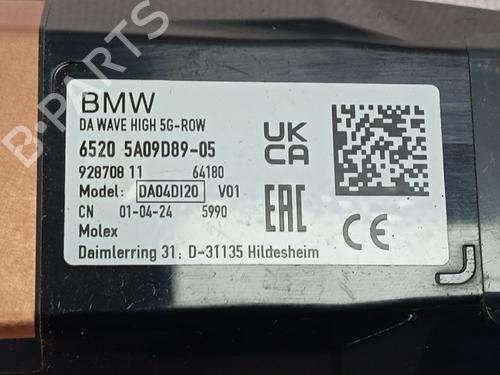 BMW
DA WAVE HIGH 5G-ROW
6520 5A09D89-05
928708 11 64180
Model: DA04DI20 V01
CN 01-04-24 5990
Molex
Daimlerring 31; D-31135 Hildesheim
UK
CA
EAC
CE
B-PARTS